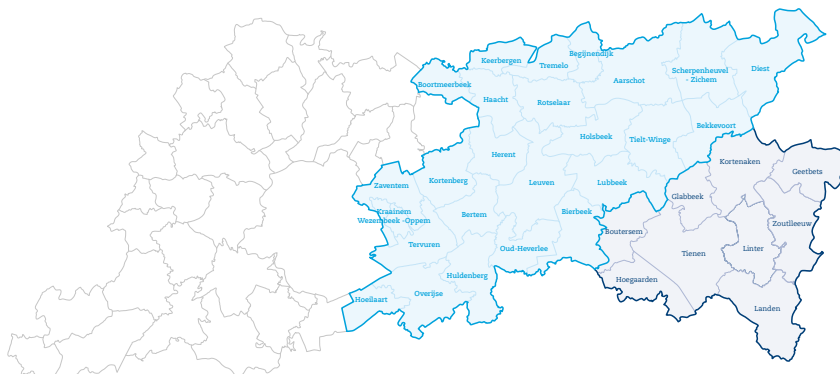 Begijnendijk
Keerbergen
Tremelo
Diest
Scherpenheuvel
- Zichem
Aarschot
Boortmeerbeek
Haacht
Rotselaar
Bekkevoort
Holsbeek
Tielt-Winge
Herent
Kortenaken
Geetbets
Zaventem
Kortenberg
Leuven
Lubbeek
Glabbeek
Kraainem
Wezembeek -Oppem
Bertem
Bierbeek
Zoutleeuw
Boutersem
Tervuren
Oud-Heverlee
Linter
Tienen
Huldenberg
Hoegaarden
Hoeilaart
Overijse
Landen